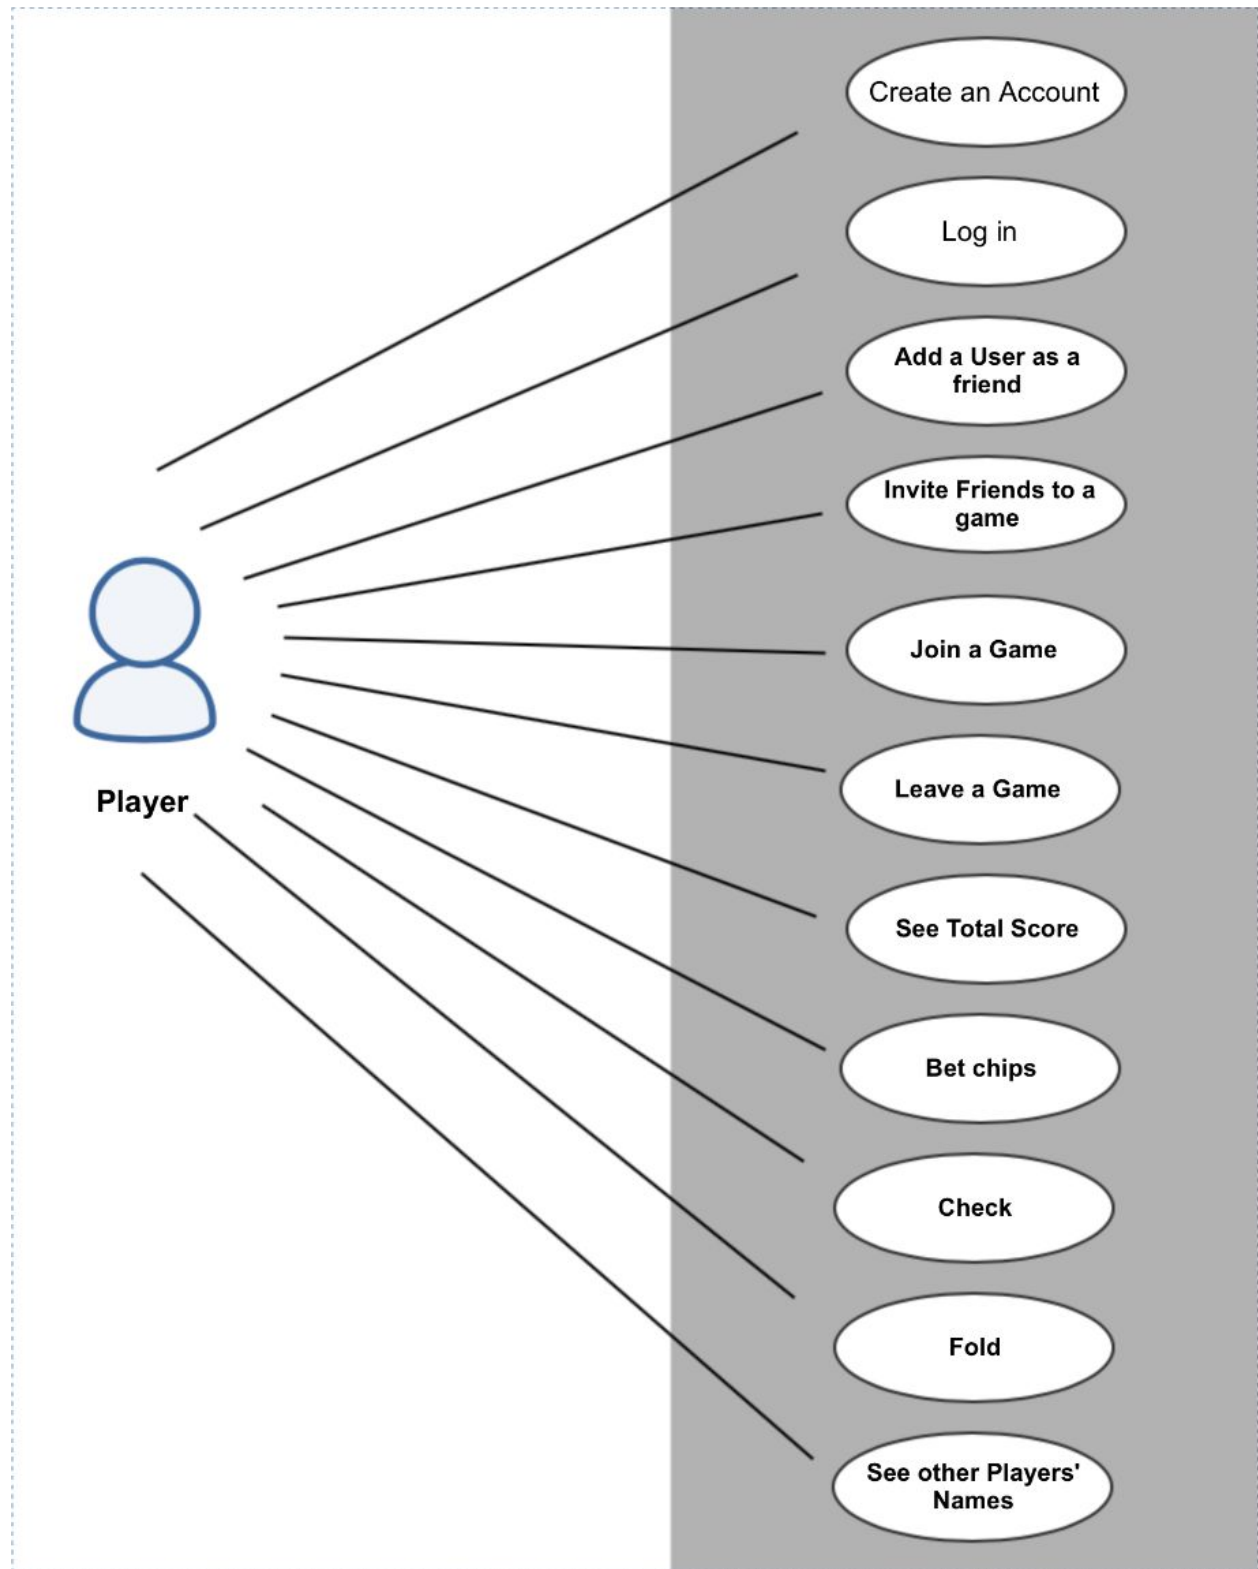 Create an Account
Log in
Add a User as a
friend
Invite Friends to a
game
Join a Game
Leave a Game
Player
See Total Score
Bet chips
Check
Fold
See other Players'
Names